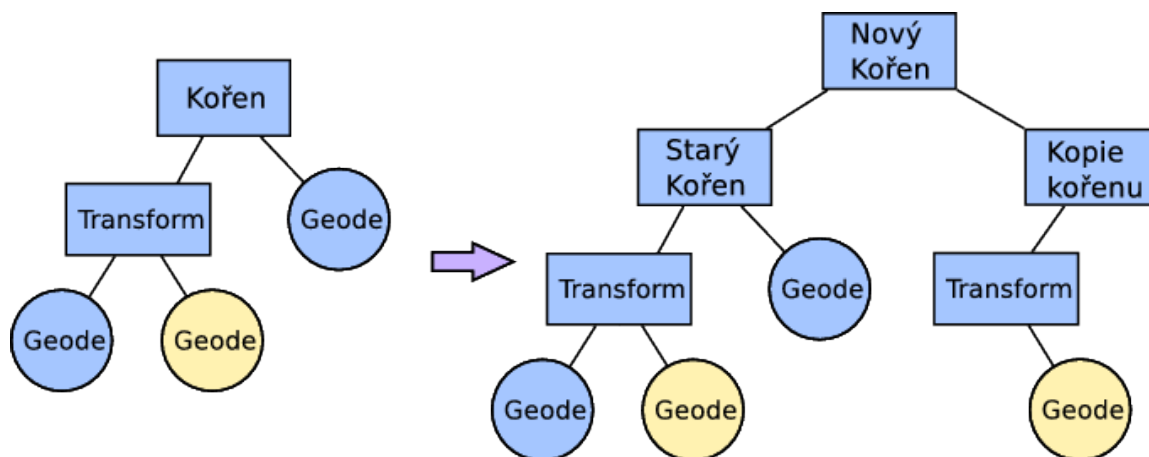 Kořen
Transform
Geode
Geode
Geode
Nový
Kořen
Starý
Kořen
Kopie
kořenu
Transform
Geode
Transform
Geode
Geode
Geode